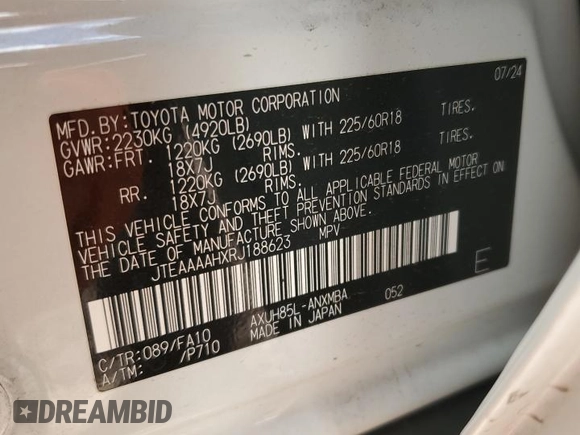 07/24
MFD.BY:TOYOTA MOTOR CORPORATION
GVWR:2230KG (4920LB)
GAWR:FRT. 1220KG (2690LB) WITH 225/60R18 TIRES.
18X7J RIMS.
RR. 1220KG (2690LB) WITH 225/60R18 TIRES.
18X7J RIMS.
THIS VEHICLE CONFORMS TO ALL APPLICABLE FEDERAL MOTOR
VEHICLE SAFETY AND THEFT PREVENTION STANDARDS IN EFFECT ON
THE DATE OF MANUFACTURE SHOWN ABOVE.
JTEAAAAHXRJ188623 MPV
E
C/TR:089/FA10 AXUH85L-ANXMBA 052
A/TM: /P710 MADE IN JAPAN
DREAMBID